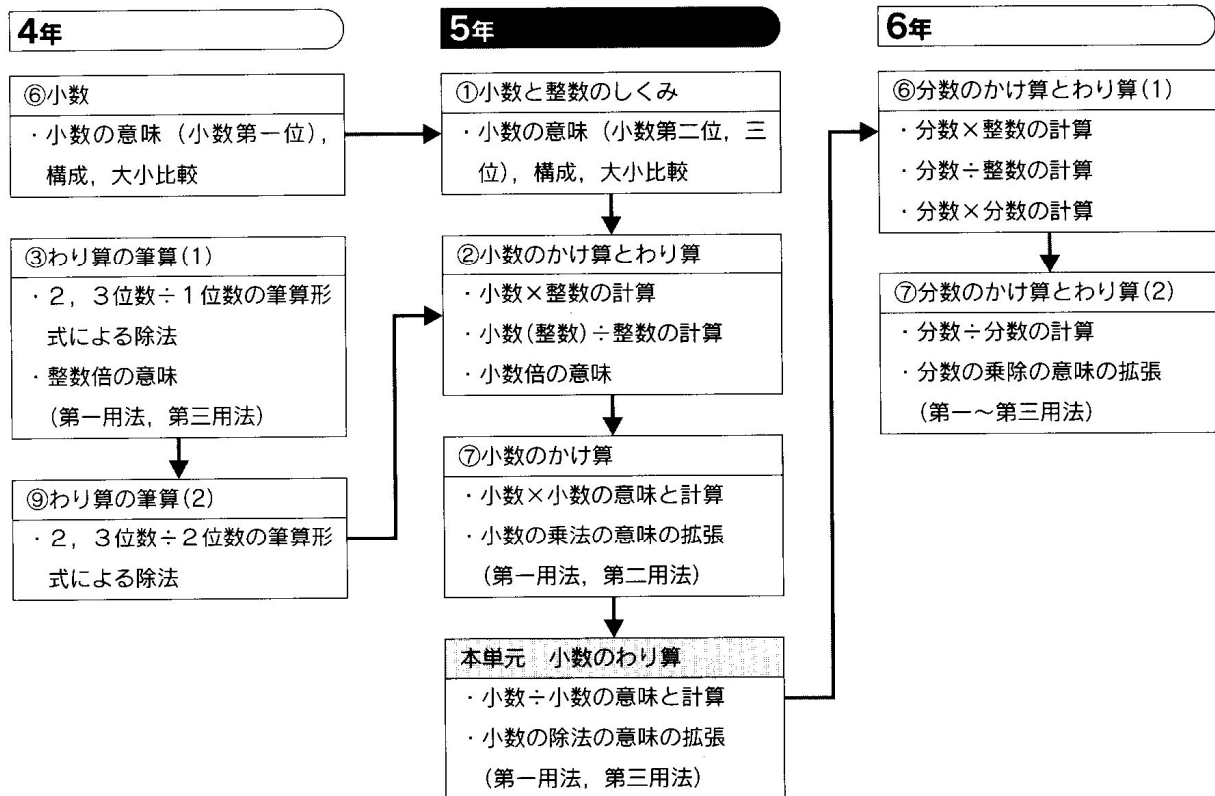 4年
⑥小数
・小数の意味（小数第一位），
構成，大小比較
③わり算の筆算(1)
・２，３位数÷１位数の筆算形
式による除法
・整数倍の意味
（第一用法，第三用法）
⑨わり算の筆算(2)
・２，３位数÷２位数の筆算形
式による除法
5年
①小数と整数のしくみ
・小数の意味（小数第二位，三
位），構成，大小比較
②小数のかけ算とわり算
・小数×整数の計算
・小数(整数)÷整数の計算
・小数倍の意味
⑦小数のかけ算
・小数×小数の意味と計算
・小数の乗法の意味の拡張
（第一用法，第二用法）
本単元　小数のわり算
・小数÷小数の意味と計算
・小数の除法の意味の拡張
（第一用法，第三用法）
6年
⑥分数のかけ算とわり算(1)
・分数×整数の計算
・分数÷整数の計算
・分数×分数の計算
⑦分数のかけ算とわり算(2)
・分数÷分数の計算
・分数の乗除の意味の拡張
（第一～第三用法）